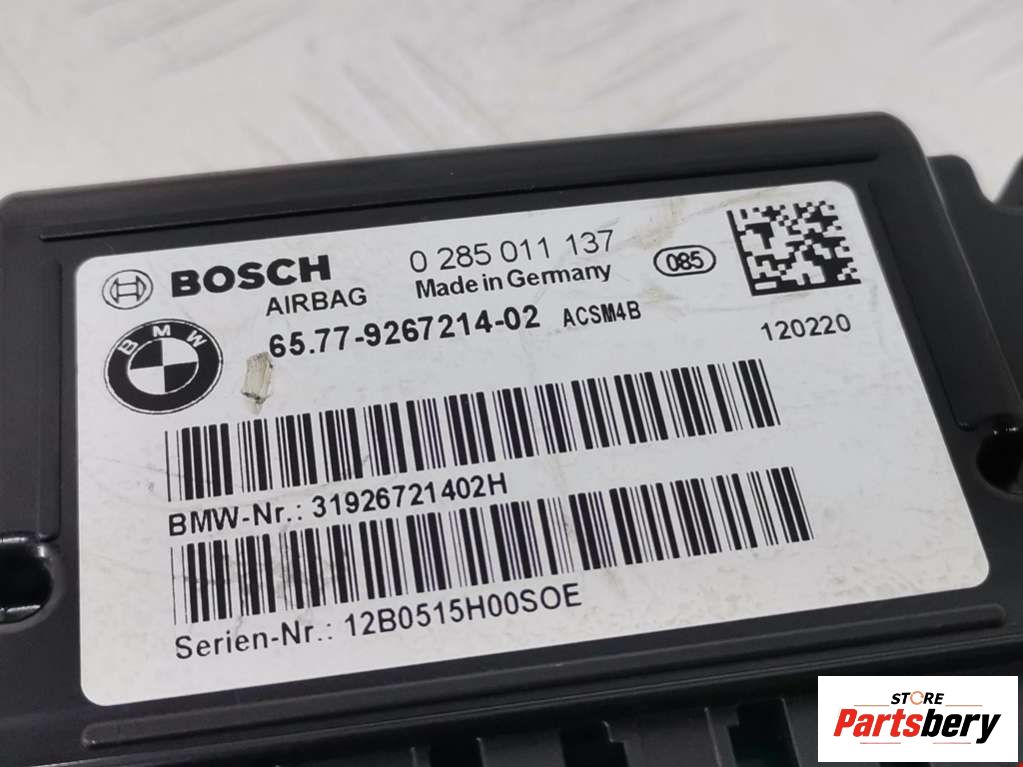 BOSCH 0 285 011 137
AIRBAG Made in Germany 085
BMW 65.77-9267214-02 ACSM4B
120220
BMW-Nr.: 31926721402H
Serien-Nr.: 12B0515H00SOE
STORE
Partsbery